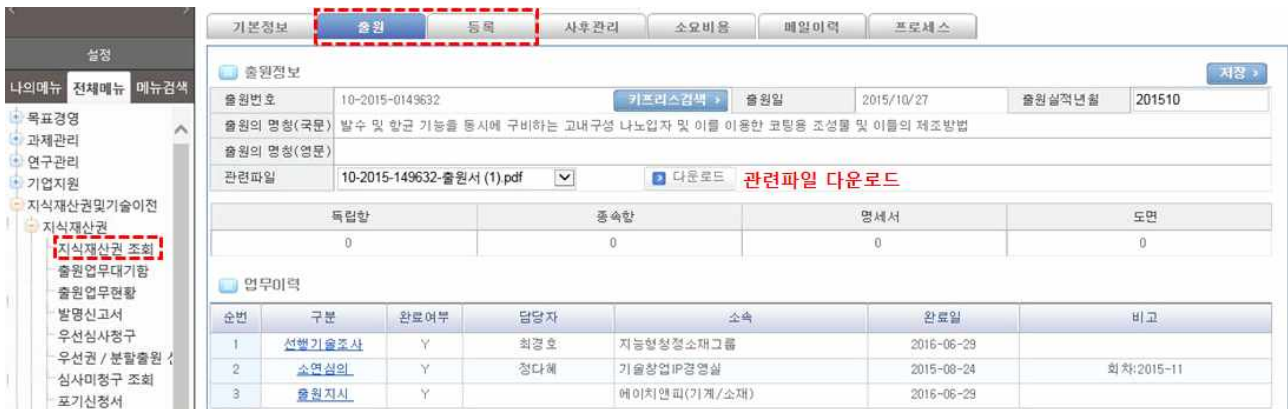 기본정보 출원 등록 사후관리 소요비용 메일이력 프로세스
설정
나의메뉴 전체메뉴 메뉴검색
목표경영
과제관리
연구관리
기업지원
지식재산권및기술이전
지식재산권
지식재산권 조회
출원업무대기함
출원업무현황
발명신고서
우선심사청구
우선권 / 분할출원
심사미청구 조회
포기신청서
출원정보 저장
출원번호 10-2015-0149632 키프리스검색 출원일 2015/10/27 출원실적년월 201510
출원의 명칭(국문) 발수 및 항균 기능을 동시에 구비하는 고내구성 나노입자 및 이를 이용한 코팅용 조성물 및 이들의 제조방법
출원의 명칭(영문)
관련파일 10-2015-149632-출원서 (1).pdf 다운로드 관련파일 다운로드
독립항 종속항 명세서 도면
0 0 0 0
업무이력
순번 구분 완료여부 담당자 소속 완료일 비고
1 선행기술조사 Y 최경호 지능형청정소재그룹 2016-06-29
2 소연심의 Y 정다혜 기술창업IP경영실 2015-08-24 회차:2015-11
3 출원지시 Y 에이치앤피(기계/소재) 2016-06-29